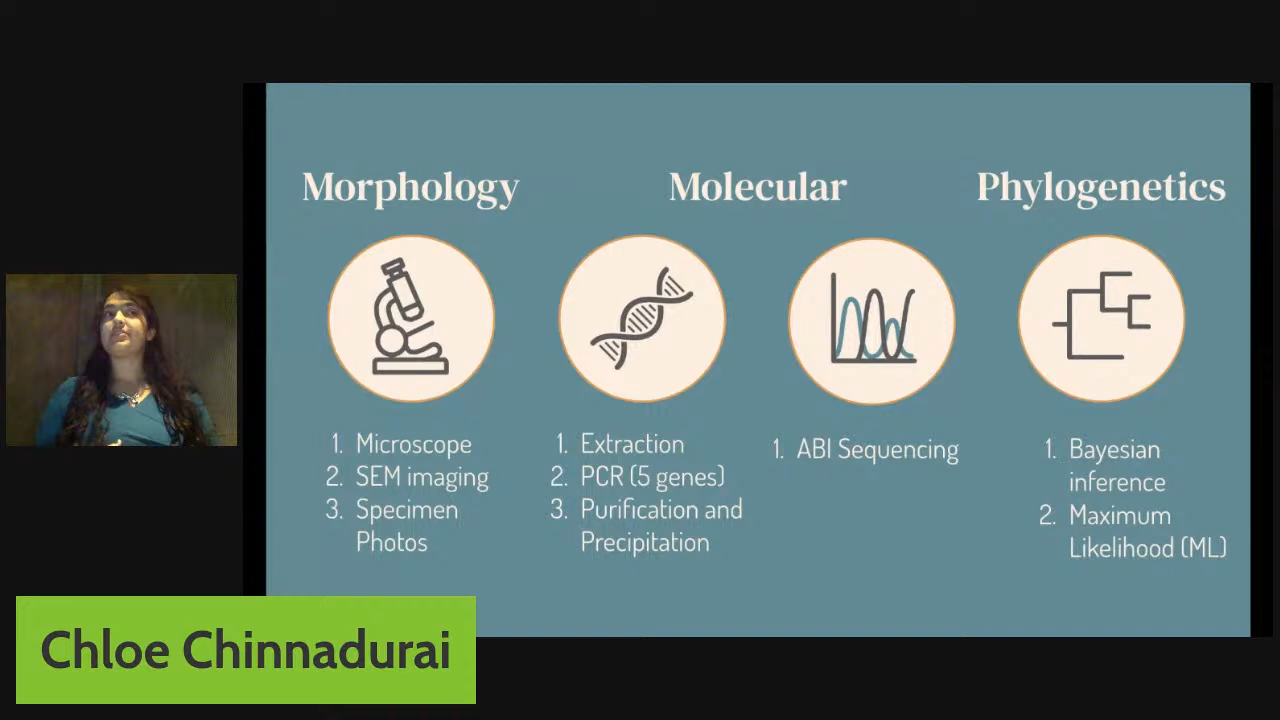 Morphology
Molecular
Phylogenetics
1. Microscope
2. SEM imaging
3. Specimen
Photos
1. Extraction
2. PCR (5 genes)
3. Purification and
Precipitation
1. ABI Sequencing
1. Bayesian
inference
2. Maximum
Likelihood (ML)
Chloe Chinnadurai